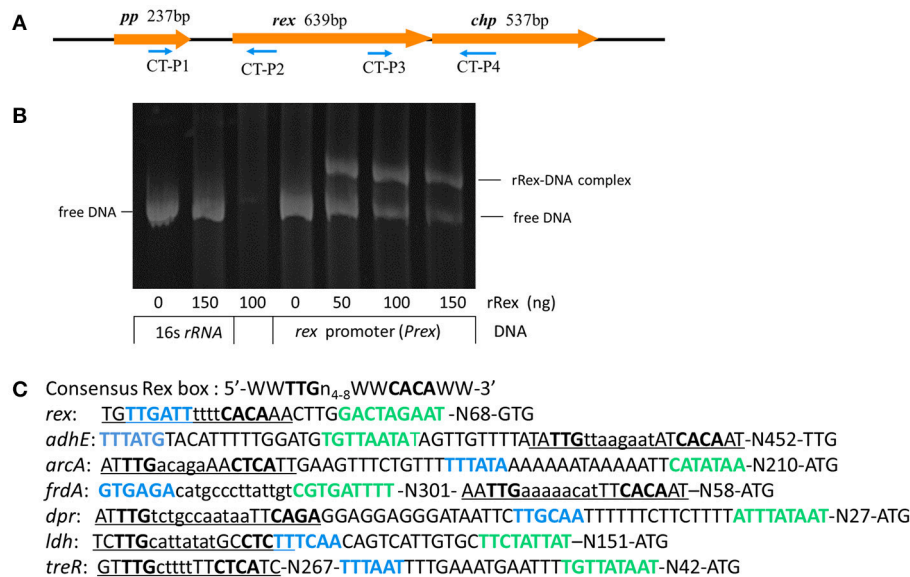 A
pp 237bp rex 639bp chp 537bp
CT-P1 CT-P2 CT-P3 CT-P4
B
free DNA
rRex-DNA complex
free DNA
0 150 100 0 50 100 150 rRex (ng)
16s rRNA rex promoter (Prex) DNA
C Consensus Rex box : 5'-WWTTGn4-8WWCACAWW-3'
rex: TGTTGATTttttCACAAACTTGGACTAGAAT -N68-GTG
adhE: TTTATGTACATTTTTGGATGTGTTAATATAGTTGTTTTATATTGttaagaatATCACAAT-N452-TTG
arcA: ATTTGacagaAACTCATTGAAGTTTCTGTTTTTATAAAAAAATAAAAATTCATATAA-N210-ATG
frdA: GTGAGAcatgcccttattgtCGTGATTTT -N301- AATTGaaaaacatTTCACAAT–N58-ATG
dpr: ATTTGtctgccaataaTTCAGAGGAGGAGGGATAATTCTTGCAATTTTTTCTTCTTTTATTTATAAT-N27-ATG
ldh: TCTTGcattatatGCCTCTTTCAACAGTCATTGTGCTTCTATTAT–N151-ATG
treR: GTTTGctttttTTCTCATC-N267-TTTAATTTTGAAATGAATTTTGTTATAAT-N42-ATG